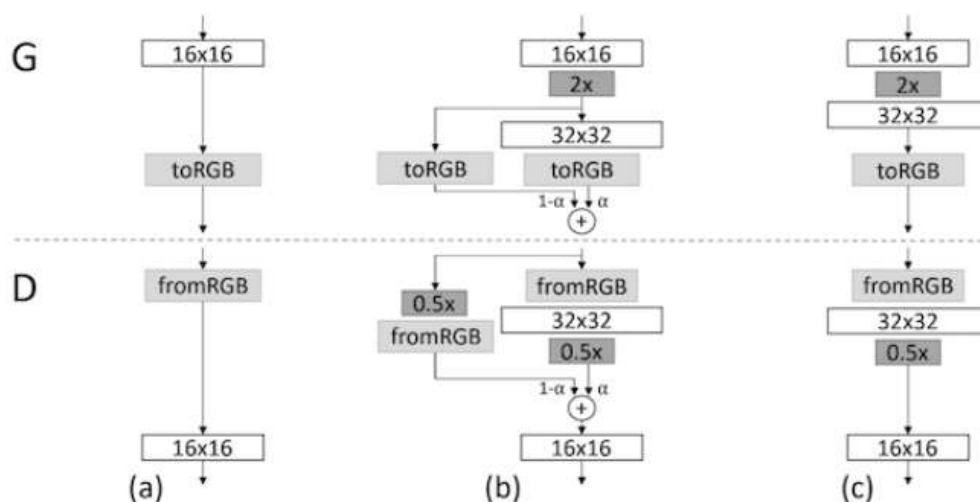 G
16x16
toRGB
16x16
2x
32x32
toRGB
toRGB
1-α
α
+
16x16
2x
32x32
toRGB
D
fromRGB
16x16
(a)
0.5x
fromRGB
fromRGB
32x32
0.5x
1-α
α
+
16x16
(b)
fromRGB
32x32
0.5x
16x16
(c)